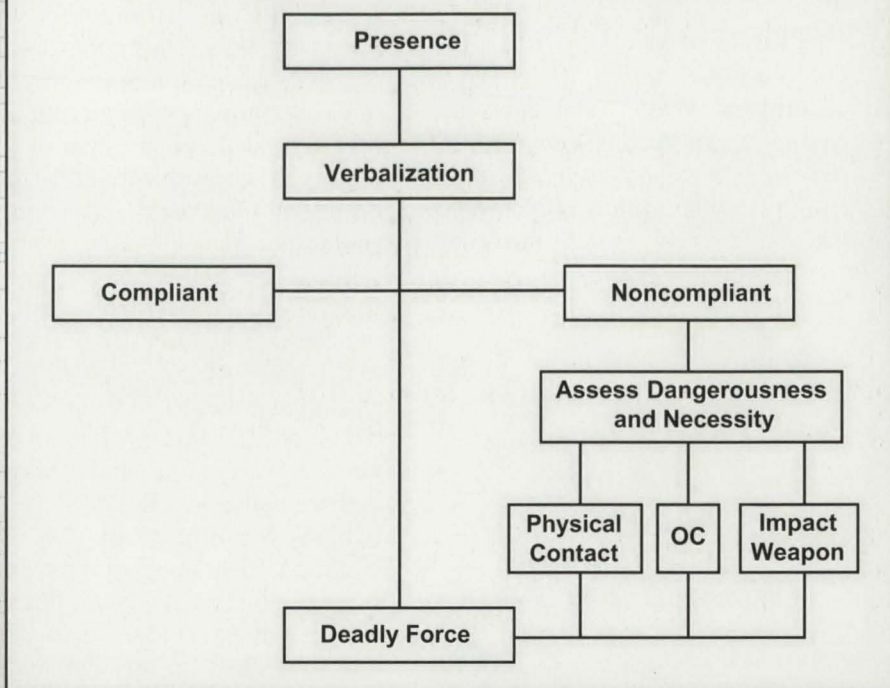 Presence
Verbalization
Compliant
Noncompliant
Assess Dangerousness
and Necessity
Physical
Contact
OC
Impact
Weapon
Deadly Force